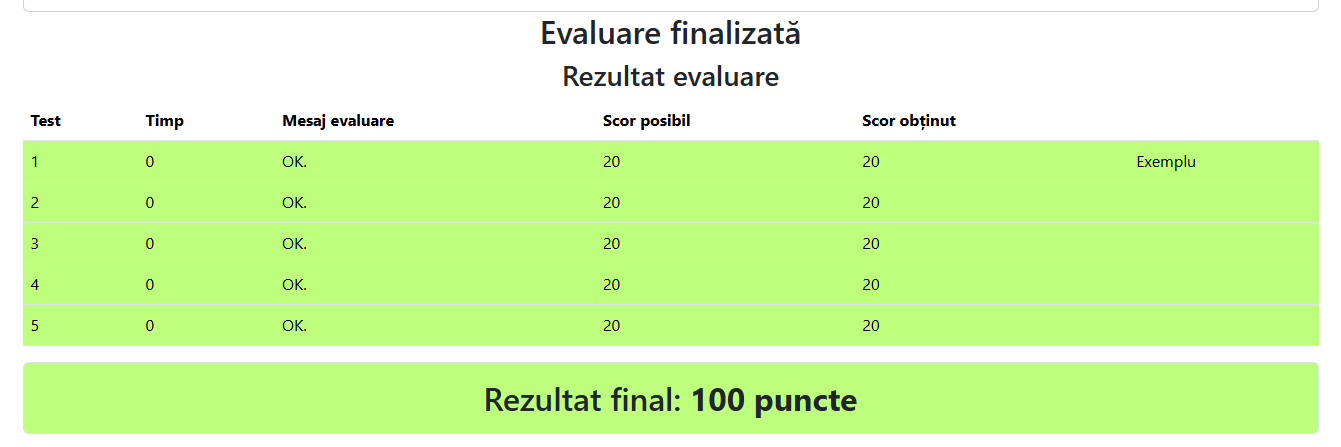 Evaluare finalizată
Rezultat evaluare
Test Timp Mesaj evaluare Scor posibil Scor obținut
1 0 OK. 20 20 Exemplu
2 0 OK. 20 20
3 0 OK. 20 20
4 0 OK. 20 20
5 0 OK. 20 20
Rezultat final: 100 puncte